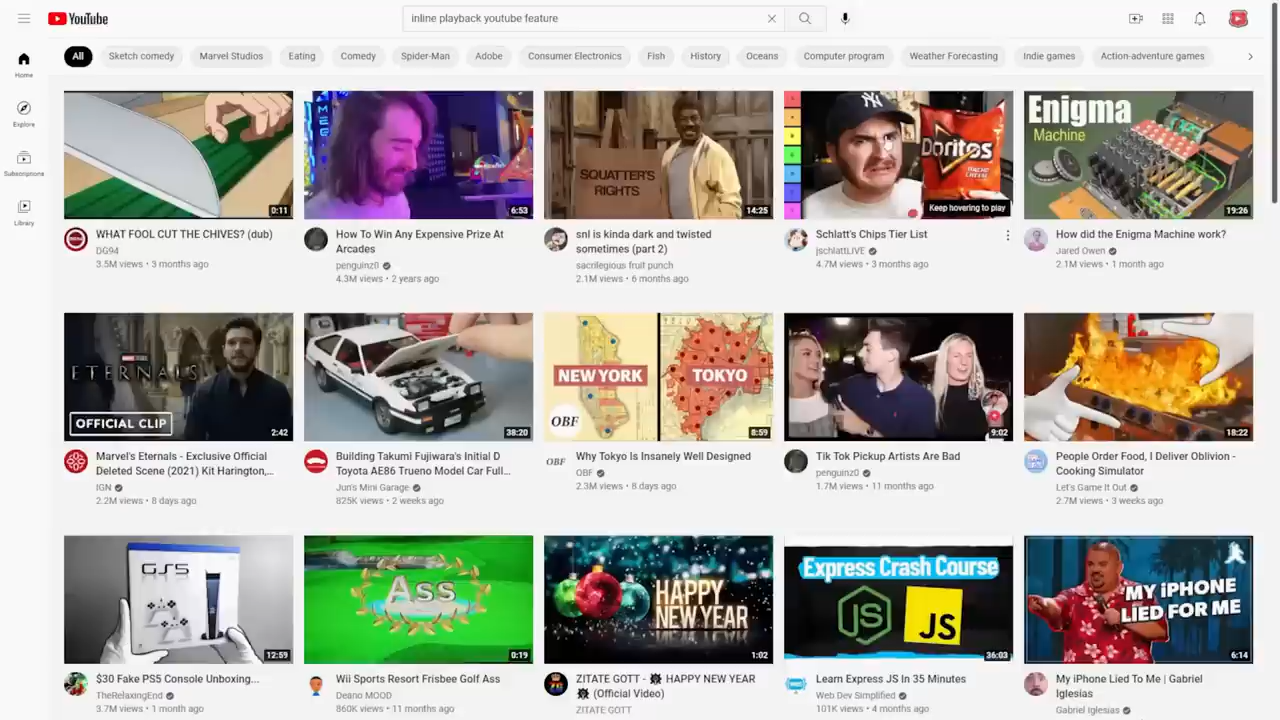 YouTube
inline playback youtube feature
All
Sketch comedy
Marvel Studios
Eating
Comedy
Spider-Man
Adobe
Consumer Electronics
Fish
History
Oceans
Computer program
Weather Forecasting
Indie games
Action-adventure games
Home
Explore
Subscriptions
Library
0:11
WHAT FOOL CUT THE CHIVES? (dub)
DG94
3.5M views • 3 months ago
6:53
How To Win Any Expensive Prize At
Arcades
penguinz0
4.3M views • 2 years ago
SQUATTER'S
RIGHTS
14:25
snl is kinda dark and twisted
sometimes (part 2)
sacrilegious fruit punch
2.1M views • 6 months ago
Doritos
NACHO CHEESE
Keep hovering to play
Schlatt's Chips Tier List
jschlattLIVE
4.7M views • 3 months ago
Enigma
Machine
19:26
How did the Enigma Machine work?
Jared Owen
2.1M views • 1 month ago
MARVEL STUDIOS
ETERNALS
OFFICIAL CLIP
2:42
Marvel's Eternals - Exclusive Official
Deleted Scene (2021) Kit Harington,...
IGN
2.2M views • 8 days ago
38:20
Building Takumi Fujiwara's Initial D
Toyota AE86 Trueno Model Car Full...
Jun's Mini Garage
825K views • 2 weeks ago
NEW YORK
TOKYO
OBF
8:59
OBF
Why Tokyo Is Insanely Well Designed
OBF
2.3M views • 8 days ago
9:02
Tik Tok Pickup Artists Are Bad
penguinz0
1.7M views • 11 months ago
18:22
People Order Food, I Deliver Oblivion -
Cooking Simulator
Let's Game It Out
2.7M views • 3 weeks ago
GS5
12:59
$30 Fake PS5 Console Unboxing...
TheRelaxingEnd
3.7M views • 1 month ago
Ass
0:19
Wii Sports Resort Frisbee Golf Ass
Deano MOOD
860K views • 11 months ago
HAPPY
NEW YEAR
1:02
ZITATE GOTT - HAPPY NEW YEAR
(Official Video)
ZITATE GOTT
Express Crash Course
JS
JS
36:03
Learn Express JS In 35 Minutes
Web Dev Simplified
101K views • 4 months ago
MY iPHONE
LIED FOR ME
6:14
My iPhone Lied To Me | Gabriel
Iglesias
Gabriel Iglesias